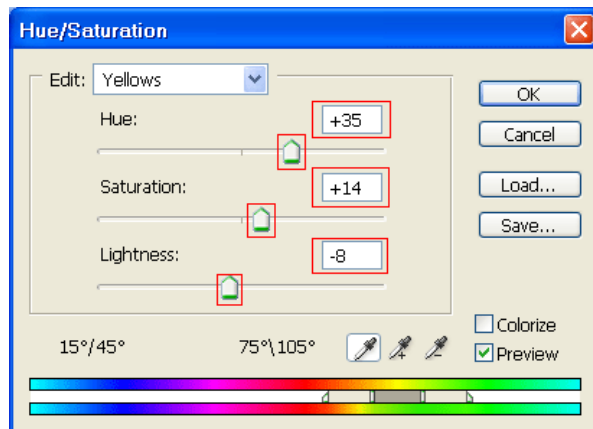 Hue/Saturation
Edit: Yellows
OK
Hue: +35
Cancel
Saturation: +14
Load...
Save...
Lightness: -8
Colorize
15°/45° 75°\105°
Preview